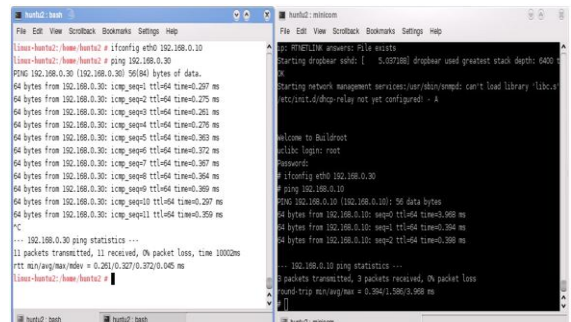 huntu2 : bash
File Edit View Scrollback Bookmarks Settings Help
linux-huntu2:/home/huntu2 # ifconfig eth0 192.168.0.10
linux-huntu2:/home/huntu2 # ping 192.168.0.30
PING 192.168.0.30 (192.168.0.30) 56(84) bytes of data.
64 bytes from 192.168.0.30: icmp_seq=1 ttl=64 time=0.297 ms
64 bytes from 192.168.0.30: icmp_seq=2 ttl=64 time=0.275 ms
64 bytes from 192.168.0.30: icmp_seq=3 ttl=64 time=0.261 ms
64 bytes from 192.168.0.30: icmp_seq=4 ttl=64 time=0.276 ms
64 bytes from 192.168.0.30: icmp_seq=5 ttl=64 time=0.363 ms
64 bytes from 192.168.0.30: icmp_seq=6 ttl=64 time=0.372 ms
64 bytes from 192.168.0.30: icmp_seq=7 ttl=64 time=0.367 ms
64 bytes from 192.168.0.30: icmp_seq=8 ttl=64 time=0.364 ms
64 bytes from 192.168.0.30: icmp_seq=9 ttl=64 time=0.369 ms
64 bytes from 192.168.0.30: icmp_seq=10 ttl=64 time=0.297 ms
64 bytes from 192.168.0.30: icmp_seq=11 ttl=64 time=0.359 ms
^C
--- 192.168.0.30 ping statistics ---
11 packets transmitted, 11 received, 0% packet loss, time 10002ms
rtt min/avg/max/mdev = 0.261/0.327/0.372/0.045 ms
linux-huntu2:/home/huntu2 #
huntu2 : bash
huntu2 : bash
huntu2 : minicom
File Edit View Scrollback Bookmarks Settings Help
ip: RTNETLINK answers: File exists
Starting dropbear sshd: [ 5.037188] dropbear used greatest stack depth: 6400
OK
Starting network management services:/usr/sbin/snmpd: can't load library 'libc.s'
/etc/init.d/dhcp-relay not yet configured! - A
Welcome to Buildroot
uclibc login: root
Password:
# ifconfig eth0 192.168.0.30
# ping 192.168.0.10
PING 192.168.0.10 (192.168.0.10): 56 data bytes
64 bytes from 192.168.0.10: seq=0 ttl=64 time=3.968 ms
64 bytes from 192.168.0.10: seq=1 ttl=64 time=0.394 ms
64 bytes from 192.168.0.10: seq=2 ttl=64 time=0.398 ms
--- 192.168.0.10 ping statistics ---
3 packets transmitted, 3 packets received, 0% packet loss
round-trip min/avg/max = 0.394/1.586/3.968 ms
#